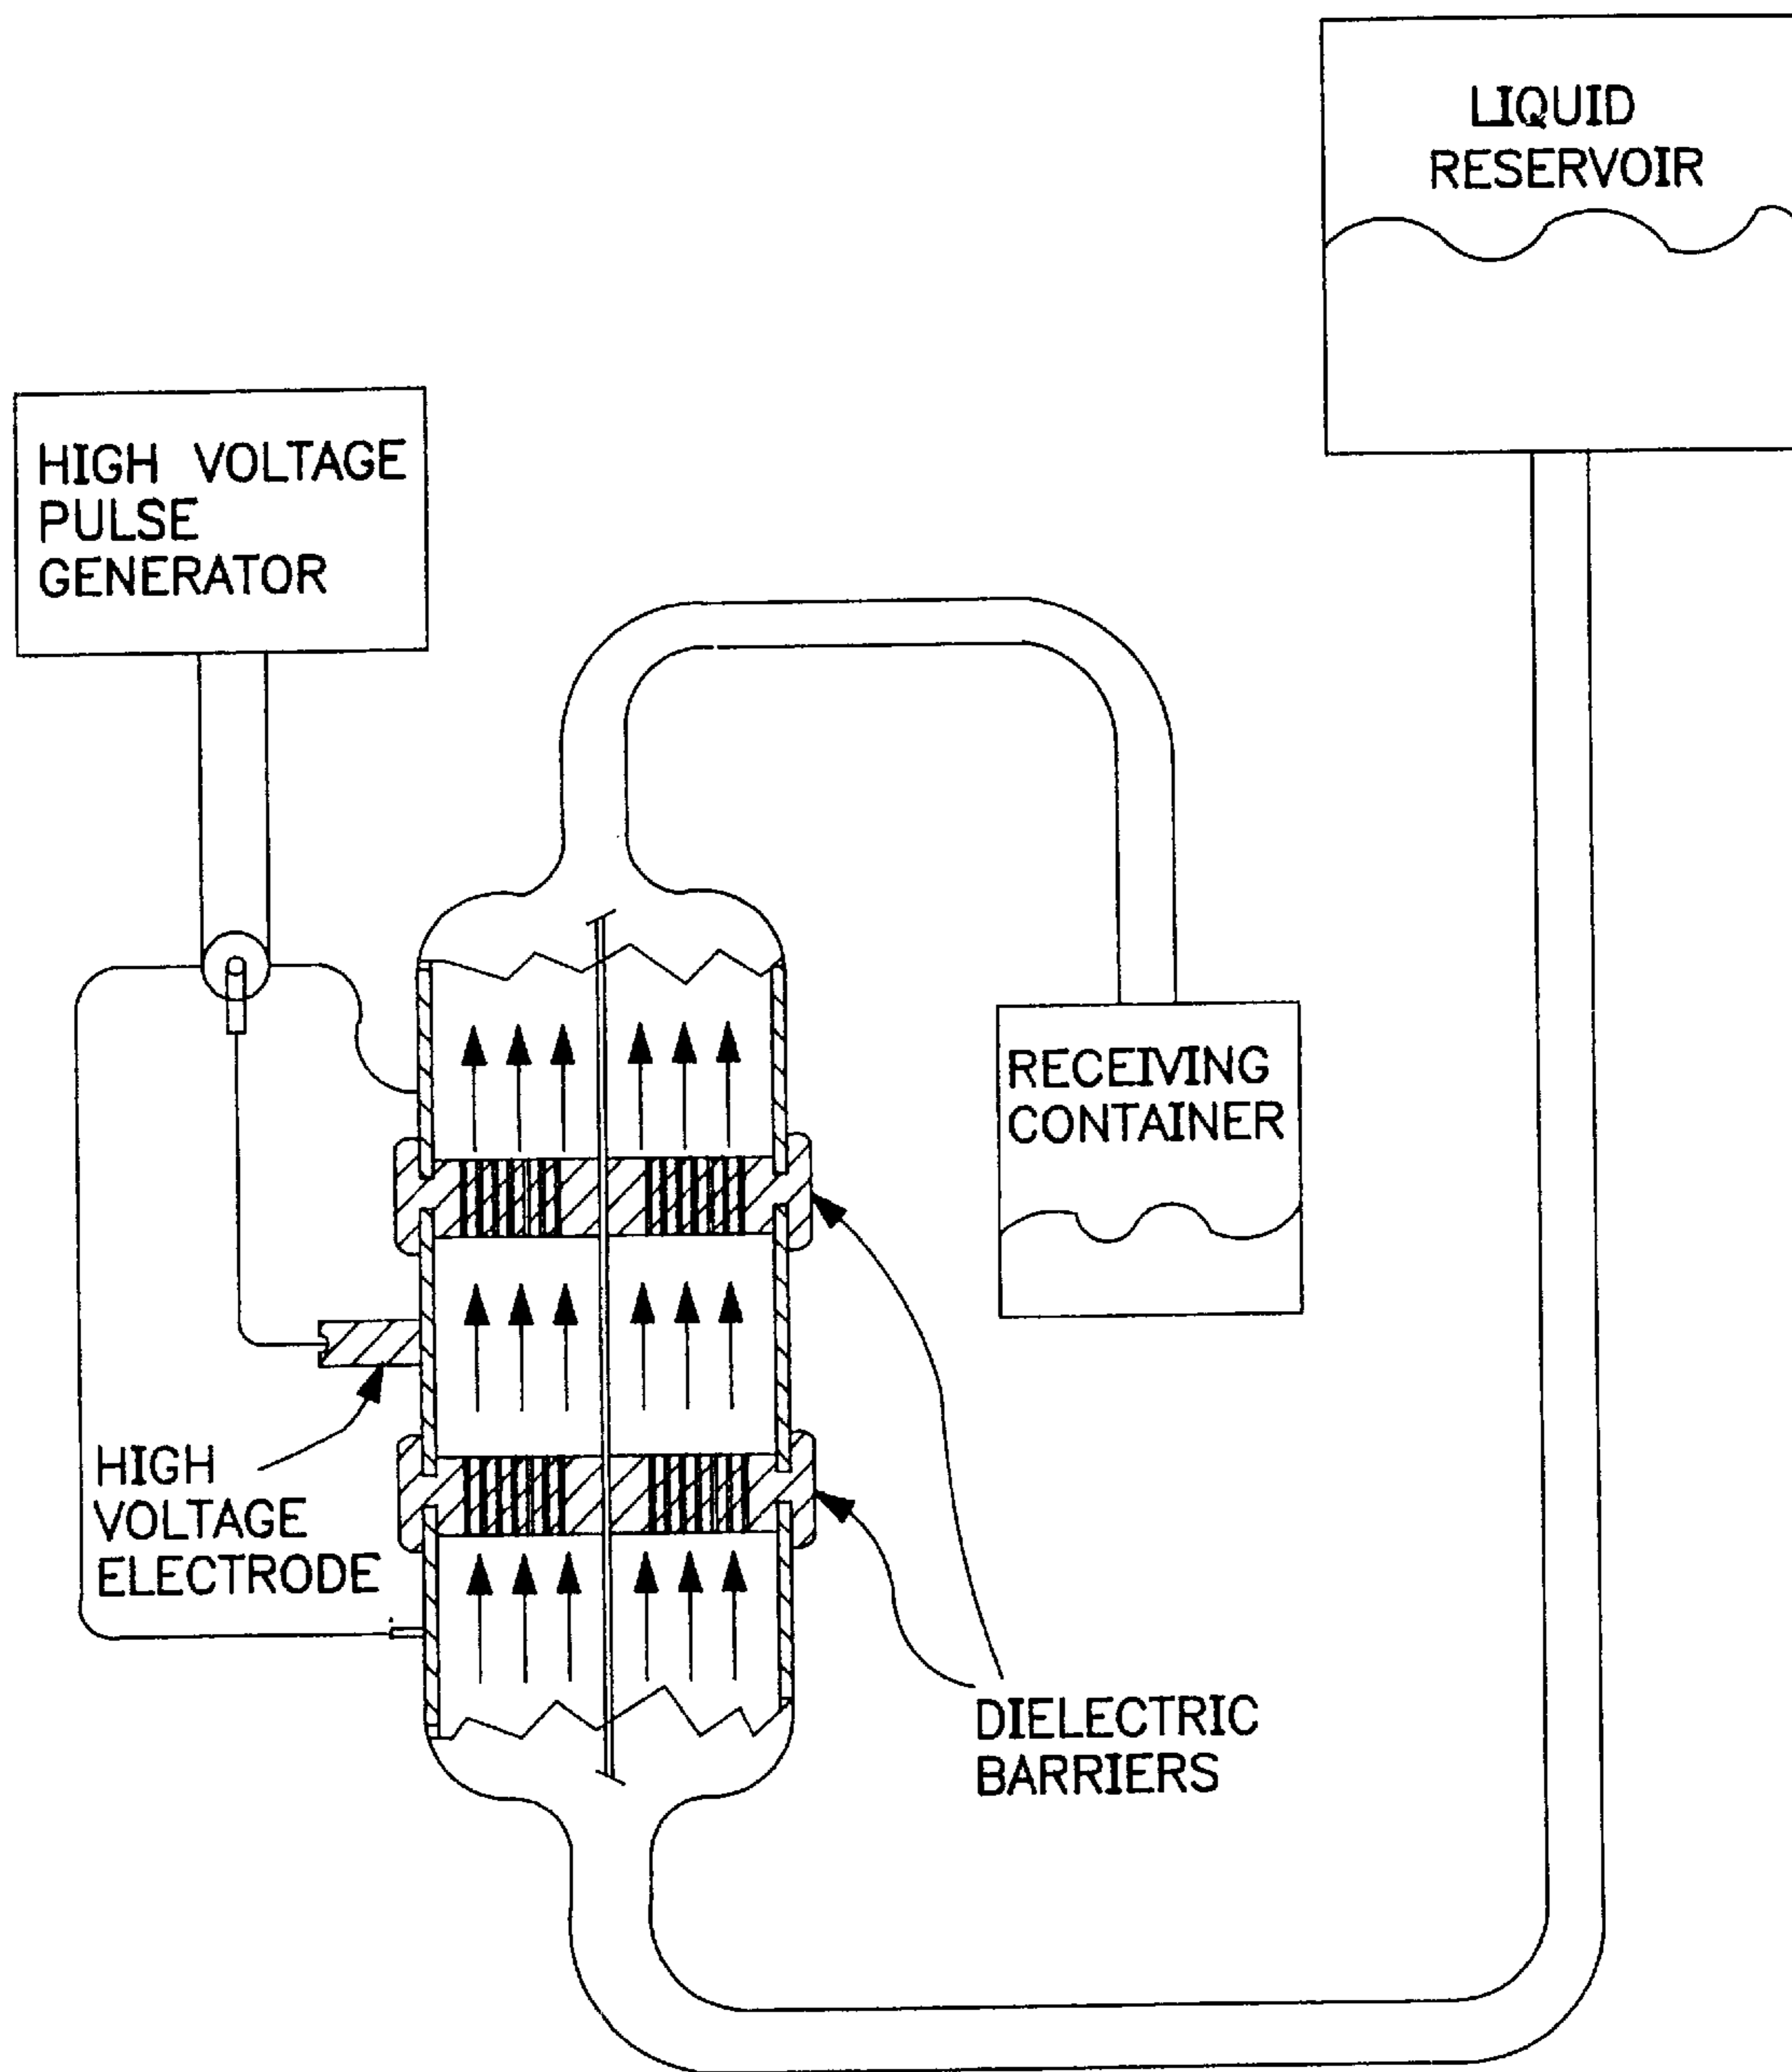 LIQUID
RESERVOIR
HIGH VOLTAGE
PULSE
GENERATOR
RECEIVING
CONTAINER
HIGH
VOLTAGE
ELECTRODE
DIELECTRIC
BARRIERS